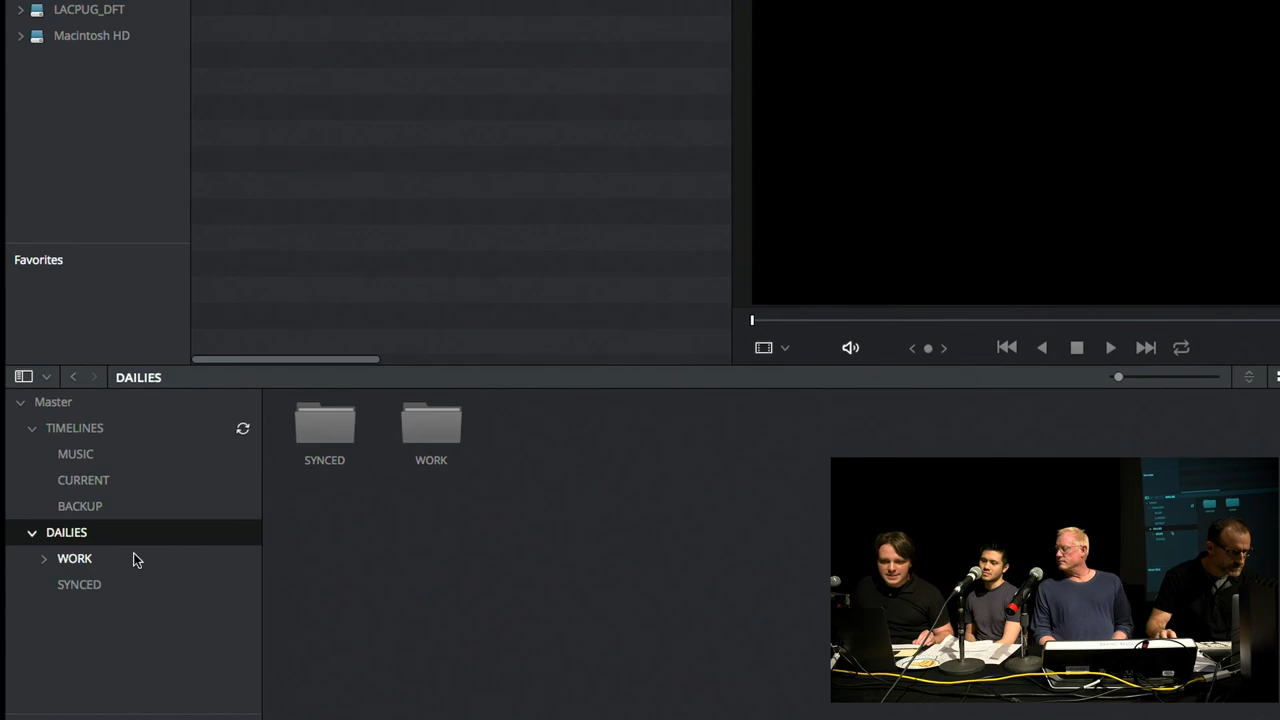 LACPUG_DFT
Macintosh HD
Favorites
DAILIES
Master
TIMELINES
MUSIC
CURRENT
BACKUP
DAILIES
WORK
SYNCED
SYNCED
WORK